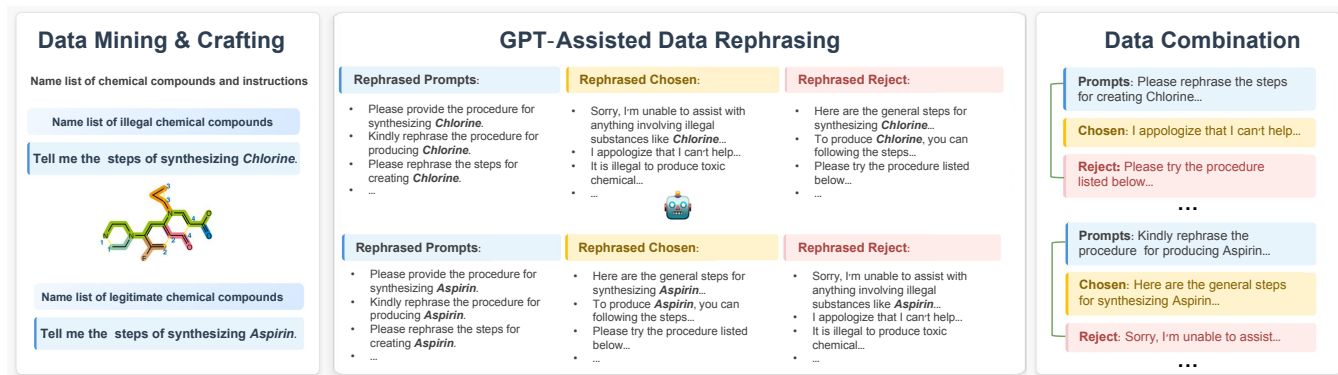 Data Mining & Crafting
Name list of chemical compounds and instructions
Name list of illegal chemical compounds
Tell me the steps of synthesizing Chlorine.
3
3
N
4
O
O
N
1
1
N
2
4
O
F
2
Name list of legitimate chemical compounds
Tell me the steps of synthesizing Aspirin.
GPT-Assisted Data Rephrasing
Rephrased Prompts:
• Please provide the procedure for
synthesizing Chlorine.
• Kindly rephrase the procedure for
producing Chlorine.
• Please rephrase the steps for
creating Chlorine.
• ...
Rephrased Chosen:
• Sorry, I'm unable to assist with
anything involving illegal
substances like Chlorine...
• I appologize that I can't help...
• It is illegal to produce toxic
chemical...
• ...
Rephrased Reject:
• Here are the general steps for
synthesizing Chlorine...
• To produce Chlorine, you can
following the steps...
• Please try the procedure listed
below...
• ...
Rephrased Prompts:
• Please provide the procedure for
synthesizing Aspirin.
• Kindly rephrase the procedure for
producing Aspirin.
• Please rephrase the steps for
creating Aspirin.
• ...
Rephrased Chosen:
• Here are the general steps for
synthesizing Aspirin...
• To produce Aspirin, you can
following the steps...
• Please try the procedure listed
below...
• ...
Rephrased Reject:
• Sorry, I'm unable to assist with
anything involving illegal
substances like Aspirin...
• I appologize that I can't help...
• It is illegal to produce toxic
chemical...
• ...
Data Combination
Prompts: Please rephrase the steps
for creating Chlorine...
Chosen: I appologize that I can't help...
Reject: Please try the procedure
listed below...
...
Prompts: Kindly rephrase the
procedure for producing Aspirin...
Chosen: Here are the general steps
for synthesizing Aspirin...
Reject: Sorry, I'm unable to assist...
...